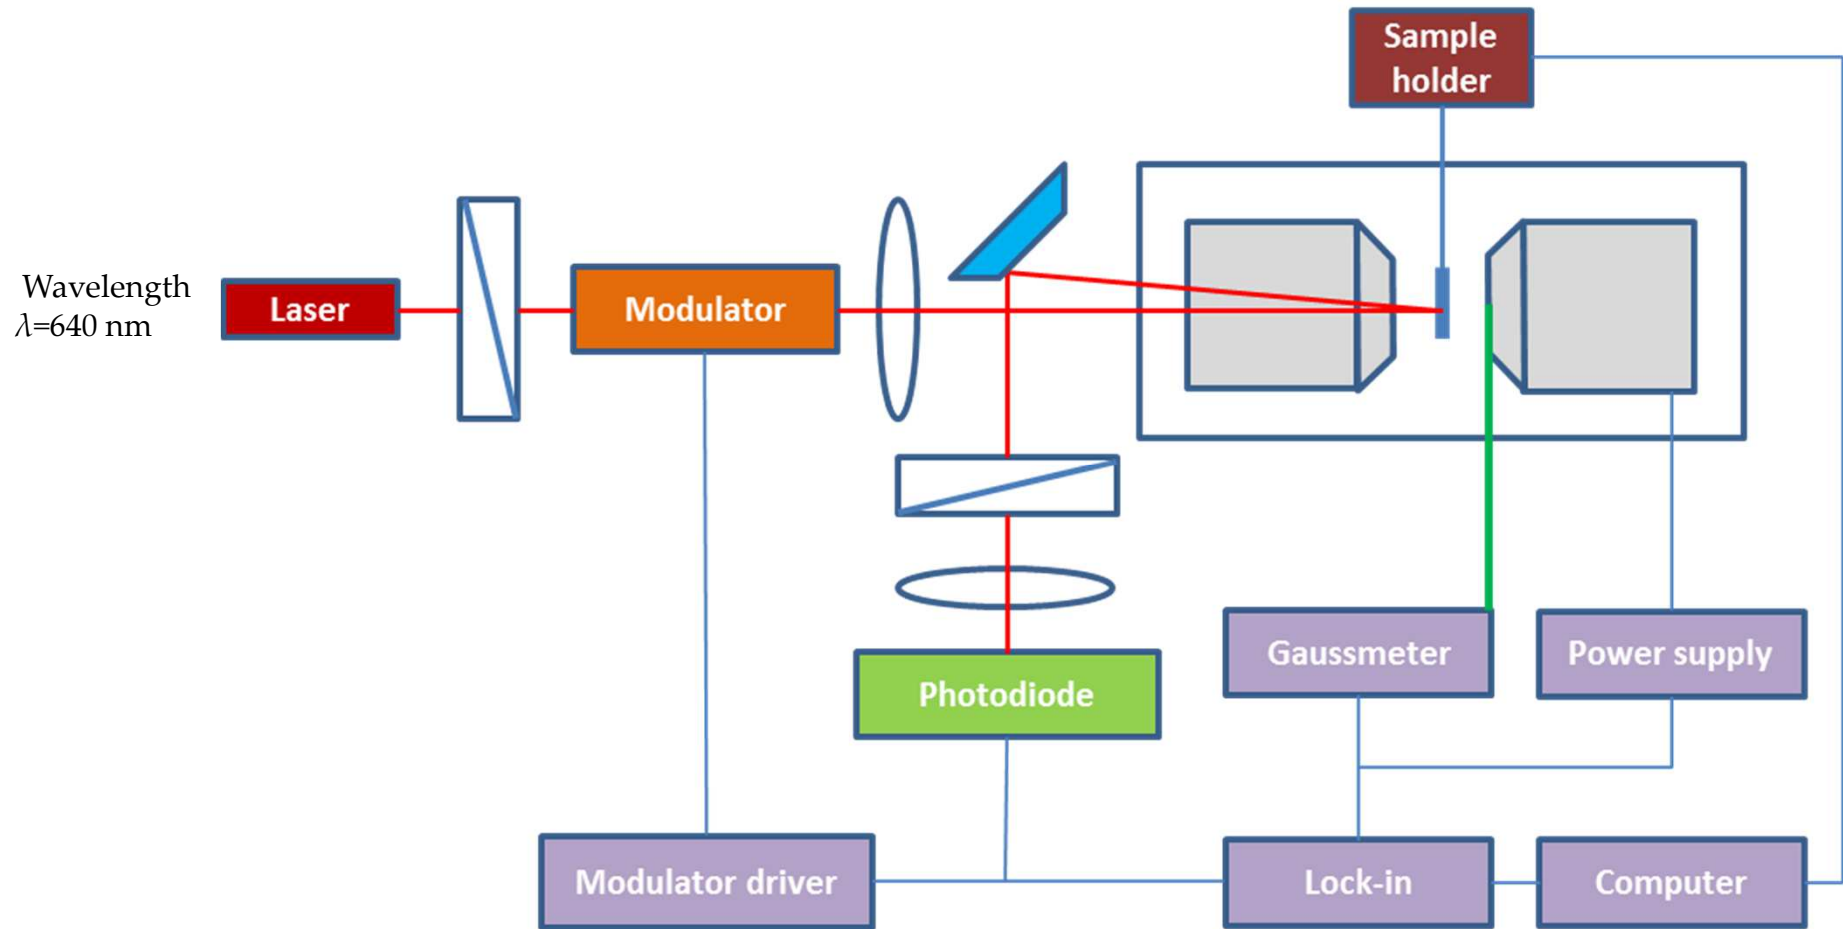 Sample
holder
Wavelength
λ=640 nm
Laser
Modulator
Gaussmeter
Power supply
Photodiode
Modulator driver
Lock-in
Computer